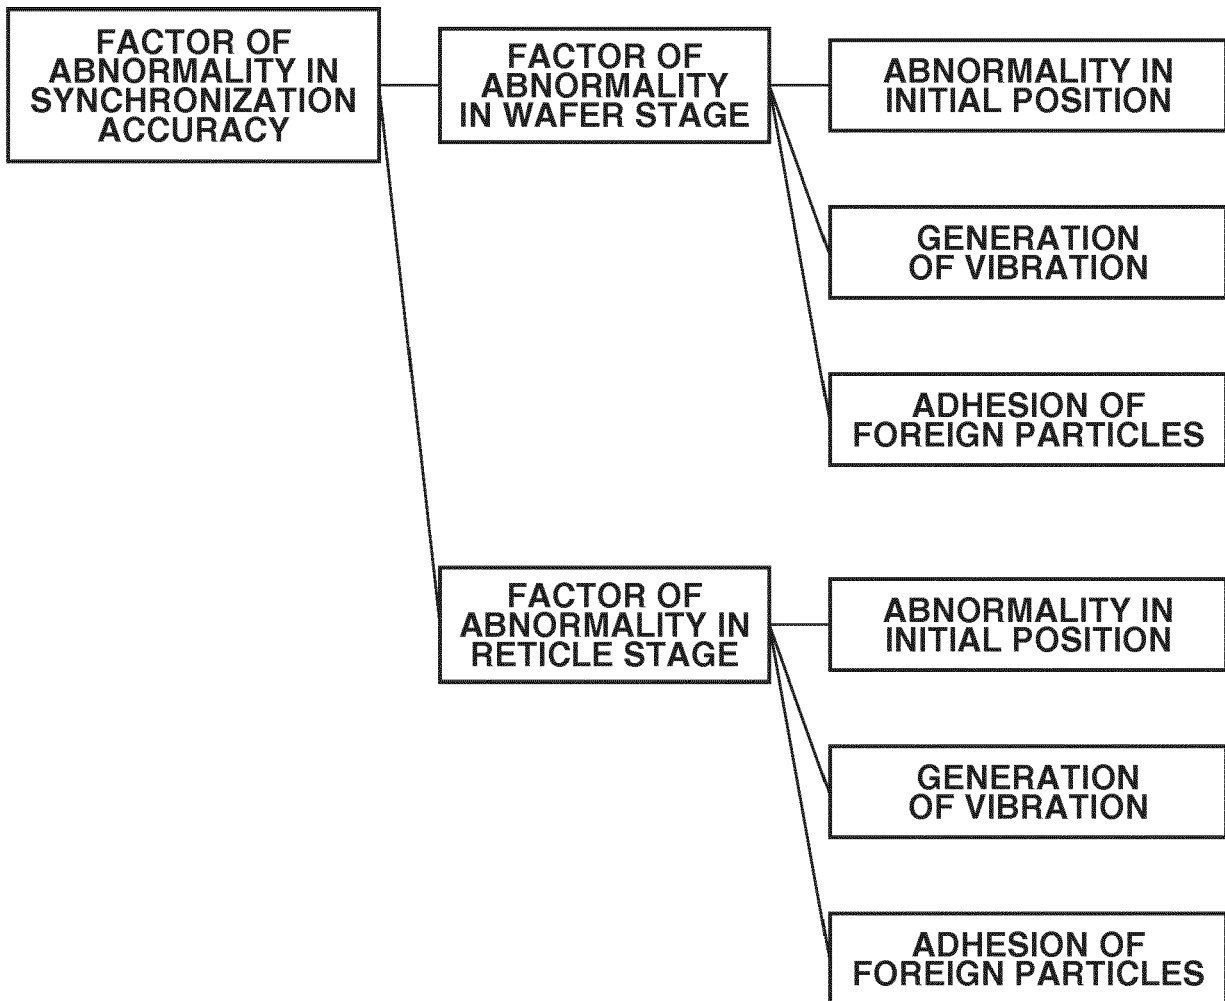 FACTOR OF
ABNORMALITY IN
SYNCHRONIZATION
ACCURACY
FACTOR OF
ABNORMALITY
IN WAFER STAGE
ABNORMALITY IN
INITIAL POSITION
GENERATION
OF VIBRATION
ADHESION OF
FOREIGN PARTICLES
FACTOR OF
ABNORMALITY IN
RETICLE STAGE
ABNORMALITY IN
INITIAL POSITION
GENERATION
OF VIBRATION
ADHESION OF
FOREIGN PARTICLES